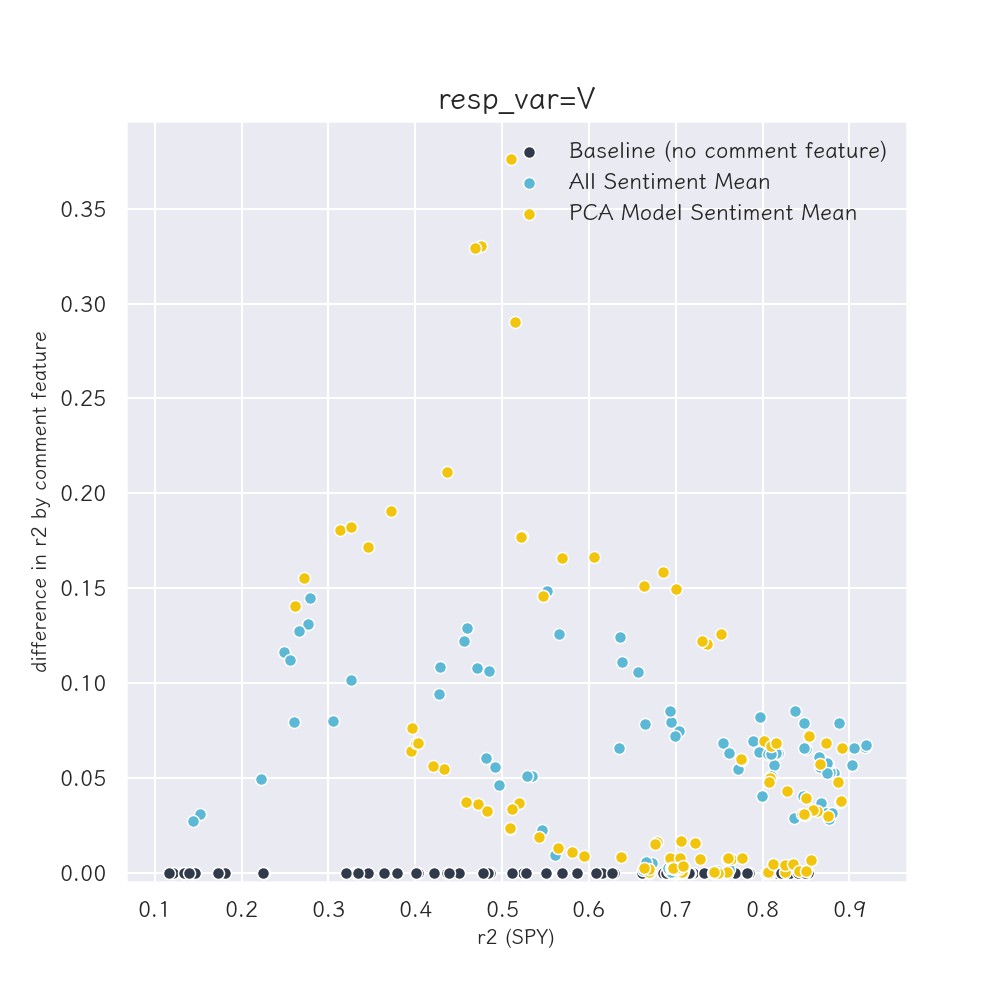 resp_var=V
Baseline (no comment feature)
All Sentiment Mean
PCA Model Sentiment Mean
difference in r2 by comment feature
0.35
0.30
0.25
0.20
0.15
0.10
0.05
0.00
0.1 0.2 0.3 0.4 0.5 0.6 0.7 0.8 0.9
r2 (SPY)